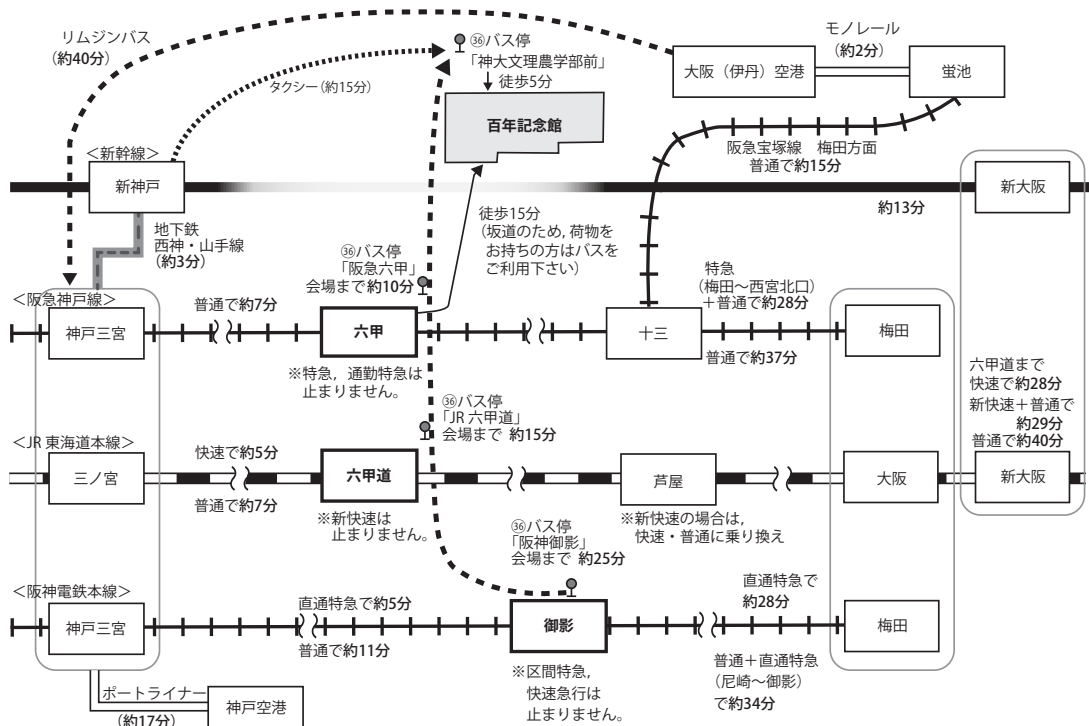 リムジンバス
(約40分)
㊱バス停
「神大文理農学部前」
徒歩5分
モノレール
(約2分)
大阪（伊丹）空港
蛍池
タクシー（約15分）
百年記念館
阪急宝塚線　梅田方面
普通で約15分
＜新幹線＞
新神戸
新大阪
約13分
地下鉄
西神・山手線
(約3分)
徒歩15分
（坂道のため, 荷物を
お持ちの方はバスを
ご利用下さい）
㊱バス停
「阪急六甲」
会場まで約10分
特急
（梅田～西宮北口）
＋普通で約28分
＜阪急神戸線＞
普通で約7分
神戸三宮
六甲
十三
梅田
普通で約37分
※特急，通勤特急は
止まりません。
六甲道まで
快速で約28分
新快速＋普通で
約29分
普通で約40分
㊱バス停
「JR 六甲道」
会場まで 約15分
＜JR 東海道本線＞
快速で約5分
三ノ宮
六甲道
芦屋
大阪
新大阪
普通で約7分
※新快速は
止まりません。
※新快速の場合は，
快速・普通に乗り換え
㊱バス停
「阪神御影」
会場まで 約25分
＜阪神電鉄本線＞
直通特急で約5分
直通特急で
約28分
神戸三宮
御影
梅田
普通で約11分
※区間特急，
快速急行は
止まりません。
普通＋直通特急
（尼崎～御影）
で約34分
ポートライナー
(約17分)
神戸空港